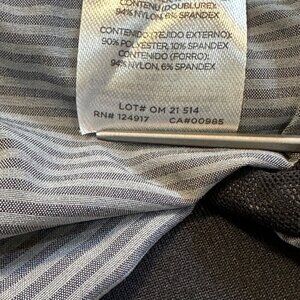 CONTENU (DOUBLURE):
94% NYLON, 6% SPANDEX
CONTENIDO (TEJIDO EXTERNO):
90% POLYESTER, 10% SPANDEX
CONTENIDO (FORRO):
94% NYLON, 6% SPANDEX
LOT# OM 21 514
RN# 124917 CA#00985